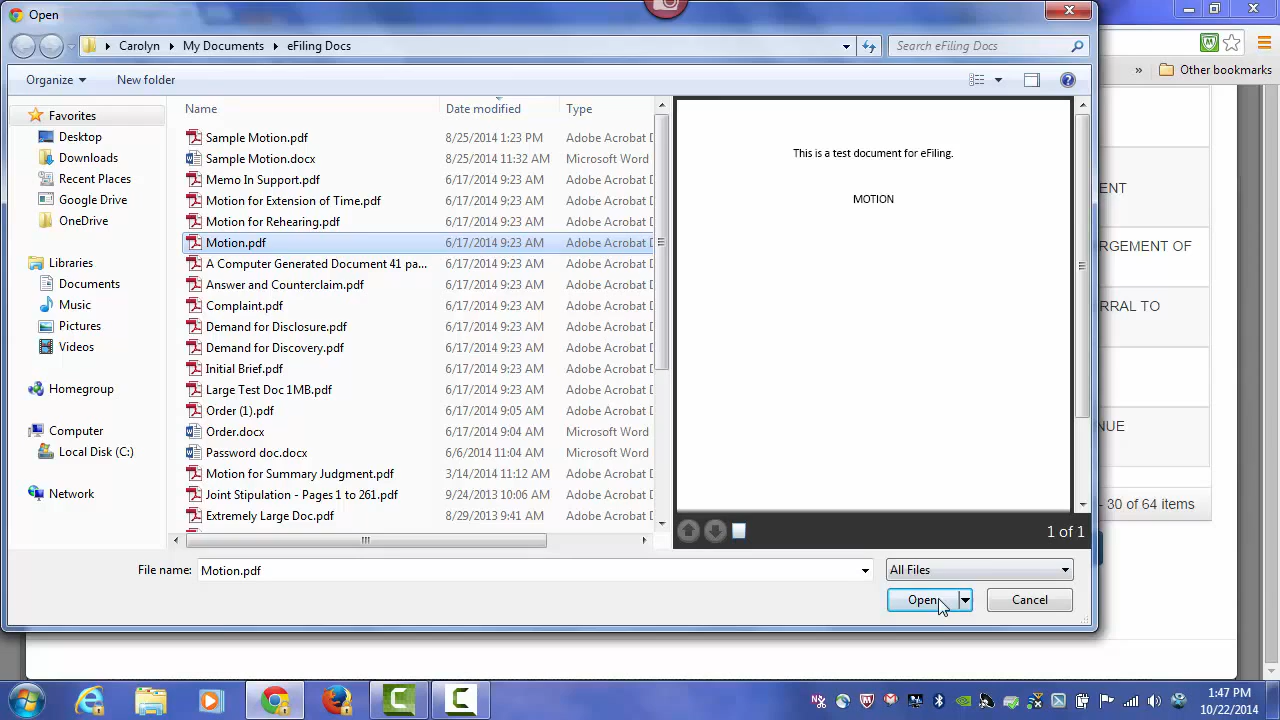 Open
Carolyn
My Documents
eFiling Docs
Search eFiling Docs
Organize
New folder
»
Other bookmarks
Favorites
Desktop
Downloads
Recent Places
Google Drive
OneDrive
Libraries
Documents
Music
Pictures
Videos
Homegroup
Computer
Local Disk (C:)
Network
Name Date modified Type
Sample Motion.pdf 8/25/2014 1:23 PM Adobe Acrobat D
Sample Motion.docx 8/25/2014 11:32 AM Microsoft Word
Memo In Support.pdf 6/17/2014 9:23 AM Adobe Acrobat D
Motion for Extension of Time.pdf 6/17/2014 9:23 AM Adobe Acrobat D
Motion for Rehearing.pdf 6/17/2014 9:23 AM Adobe Acrobat D
Motion.pdf 6/17/2014 9:23 AM Adobe Acrobat D
A Computer Generated Document 41 pa... 6/17/2014 9:23 AM Adobe Acrobat D
Answer and Counterclaim.pdf 6/17/2014 9:23 AM Adobe Acrobat D
Complaint.pdf 6/17/2014 9:23 AM Adobe Acrobat D
Demand for Disclosure.pdf 6/17/2014 9:23 AM Adobe Acrobat D
Demand for Discovery.pdf 6/17/2014 9:23 AM Adobe Acrobat D
Initial Brief.pdf 6/17/2014 9:23 AM Adobe Acrobat D
Large Test Doc 1MB.pdf 6/17/2014 9:23 AM Adobe Acrobat D
Order (1).pdf 6/17/2014 9:05 AM Adobe Acrobat D
Order.docx 6/17/2014 9:04 AM Microsoft Word
Password doc.docx 6/6/2014 11:04 AM Microsoft Word
Motion for Summary Judgment.pdf 3/14/2014 11:12 AM Adobe Acrobat D
Joint Stipulation - Pages 1 to 261.pdf 9/24/2013 10:06 AM Adobe Acrobat D
Extremely Large Doc.pdf 8/29/2013 9:41 AM Adobe Acrobat D
This is a test document for eFiling.
MOTION
1 of 1
ENT
RGEMENT OF
RRAL TO
NUE
- 30 of 64 items
File name: Motion.pdf
All Files
Open
Cancel
1:47 PM
10/22/2014